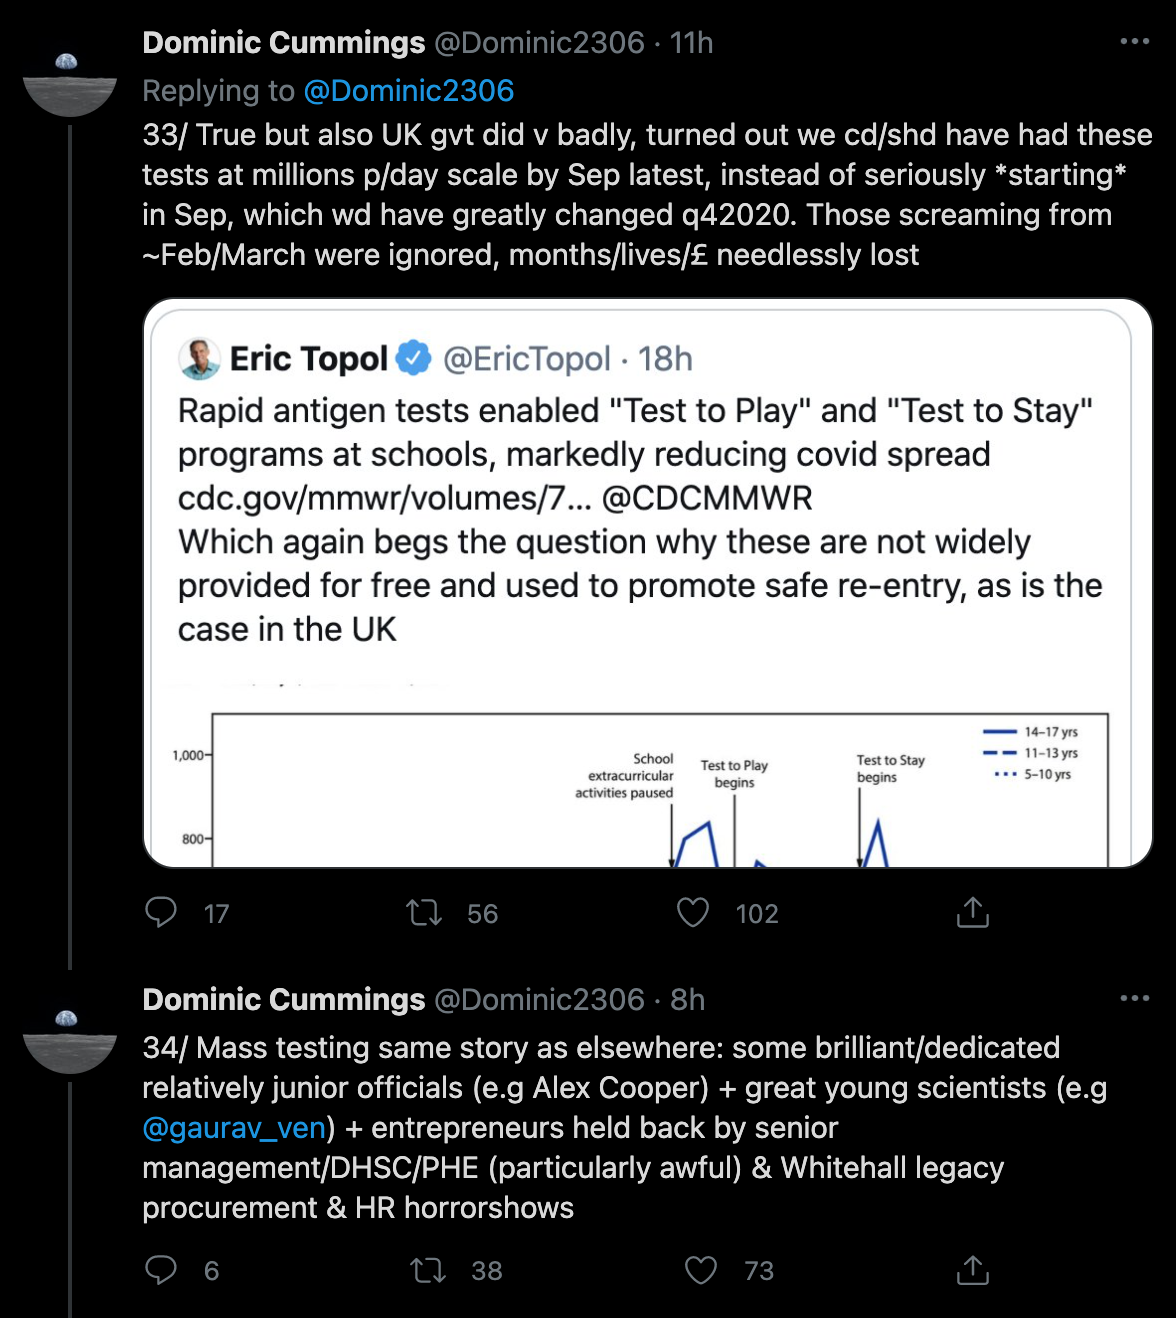 Dominic Cummings @Dominic2306 · 11h
Replying to @Dominic2306
33/ True but also UK gvt did v badly, turned out we cd/shd have had these
tests at millions p/day scale by Sep latest, instead of seriously *starting*
in Sep, which wd have greatly changed q42020. Those screaming from
~Feb/March were ignored, months/lives/£ needlessly lost
Eric Topol @EricTopol · 18h
Rapid antigen tests enabled "Test to Play" and "Test to Stay"
programs at schools, markedly reducing covid spread
cdc.gov/mmwr/volumes/7... @CDCMMWR
Which again begs the question why these are not widely
provided for free and used to promote safe re-entry, as is the
case in the UK
1,000
800
School
extracurricular
activities paused
Test to Play
begins
Test to Stay
begins
14–17 yrs
11–13 yrs
5–10 yrs
17 56 102
Dominic Cummings @Dominic2306 · 8h
34/ Mass testing same story as elsewhere: some brilliant/dedicated
relatively junior officials (e.g Alex Cooper) + great young scientists (e.g
@gaurav_ven) + entrepreneurs held back by senior
management/DHSC/PHE (particularly awful) & Whitehall legacy
procurement & HR horrorshows
6 38 73